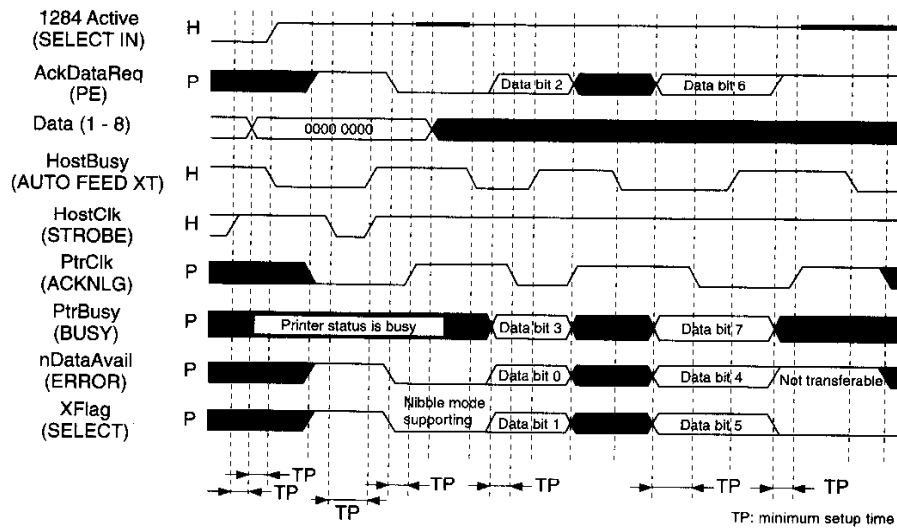 1284 Active
(SELECT IN)
H
AckDataReq
(PE)
P
Data bit 2
Data bit 6
Data (1 - 8)
0000 0000
HostBusy
(AUTO FEED XT)
H
HostClk
(STROBE)
H
PtrClk
(ACKNLG)
P
PtrBusy
(BUSY)
P
Printer status is busy
Data bit 3
Data bit 7
nDataAvail
(ERROR)
P
Data bit 0
Data bit 4
Not transferable
XFlag
(SELECT)
P
Nibble mode
supporting
Data bit 1
Data bit 5
TP
TP
TP
TP
TP
TP
TP
TP: minimum setup time